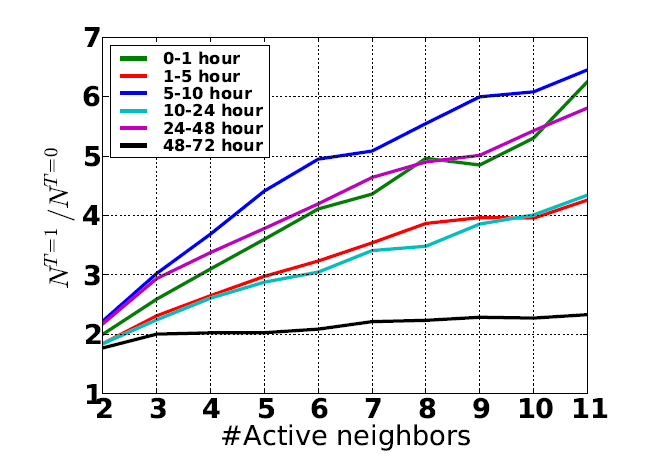 7
6
5
4
3
2
1
N^{T=1} / N^{T=0}
0-1 hour
1-5 hour
5-10 hour
10-24 hour
24-48 hour
48-72 hour
2 3 4 5 6 7 8 9 10 11
#Active neighbors